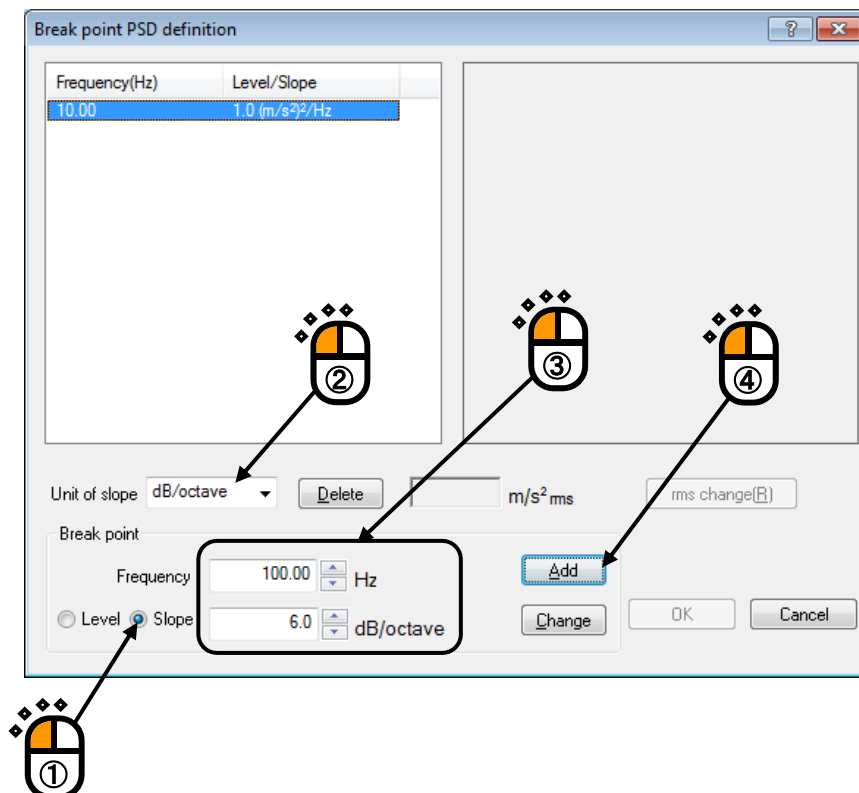 Break point PSD definition
Frequency(Hz) Level/Slope
10.00 1.0 (m/s²)²/Hz
② ③ ④
Unit of slope dB/octave Delete m/s² rms rms change(R)
Break point
Frequency 100.00 Hz Add
Level Slope 6.0 dB/octave Change OK Cancel
①